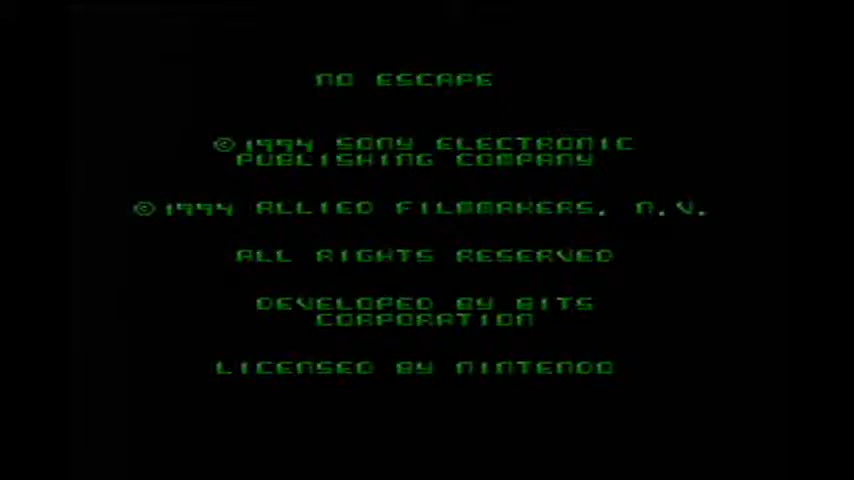 NO ESCAPE
©1994 SONY ELECTRONIC
PUBLISHING COMPANY
©1994 ALLIED FILMMAKERS, N.V.
ALL RIGHTS RESERVED
DEVELOPED BY BITS
CORPORATION
LICENSED BY NINTENDO